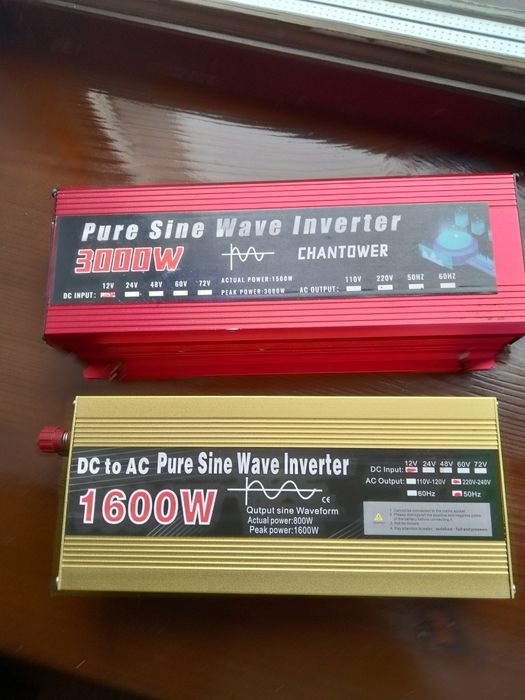 Pure Sine Wave Inverter
3000W
CHANTOWER
12V 24V 48V 60V 72V
DC INPUT:
ACTUAL POWER:1500W
PEAK POWER:3000W
110V 220V 50HZ 60HZ
AC OUTPUT:
DC to AC Pure Sine Wave Inverter
1600W
CE
Qutput sine Waveform
Actual power:800W
Peak power:1600W
12V 24V 48V 60V 72V
DC Input:
AC Output: 110V-120V 220V-240V
60Hz 50Hz